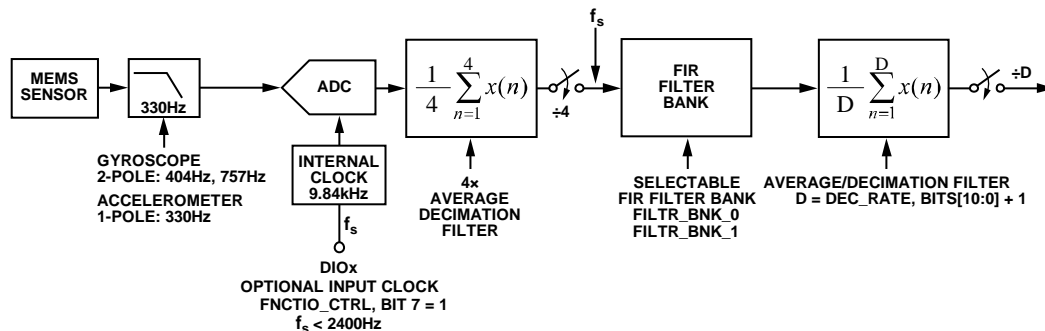 MEMS
SENSOR
330Hz
GYROSCOPE
2-POLE: 404Hz, 757Hz
ACCELEROMETER
1-POLE: 330Hz
ADC
INTERNAL
CLOCK
9.84kHz
fs
DIOx
OPTIONAL INPUT CLOCK
FNCTIO_CTRL, BIT 7 = 1
fs < 2400Hz
1/4 4∑n=1 x(n)
÷4
4×
AVERAGE
DECIMATION
FILTER
fs
FIR
FILTER
BANK
SELECTABLE
FIR FILTER BANK
FILTR_BNK_0
FILTR_BNK_1
1/D D∑n=1 x(n)
÷D
AVERAGE/DECIMATION FILTER
D = DEC_RATE, BITS[10:0] + 1